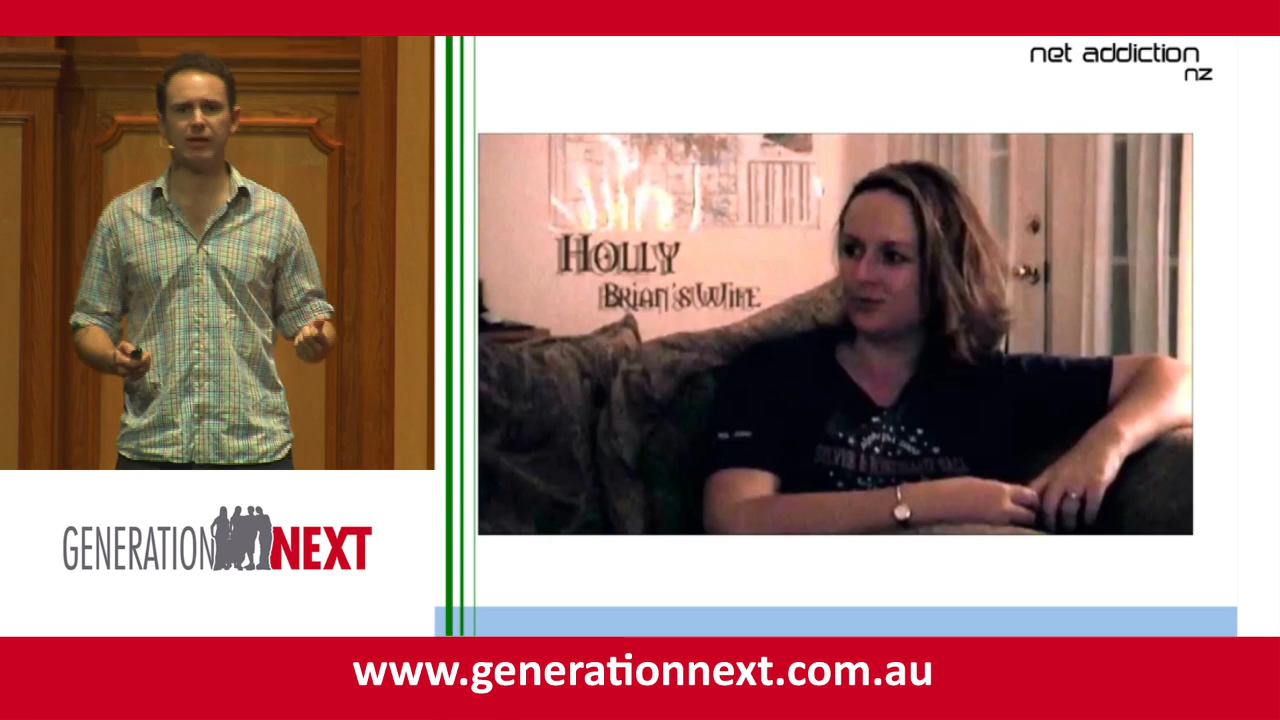 net addiction
nz
HOLLY
BRIAN'S WIFE
GENERATION NEXT
www.generationnext.com.au